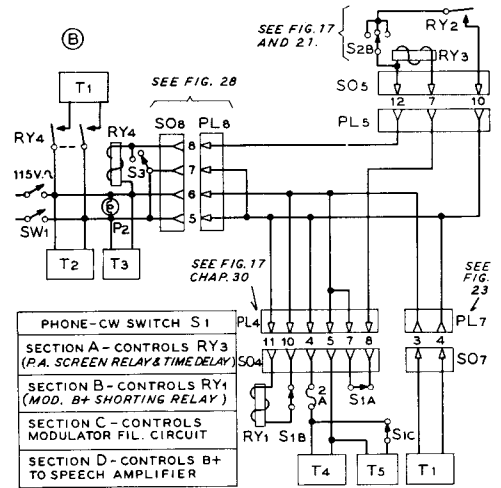 B
SEE FIG. 17
AND 21.
RY2
S2B
RY3
T1
SEE FIG. 28
SO5
12 7 10
PL5
RY4
RY4
SO8
PL8
S3
8
7
6
5
115V.∿
SW1
P2
T2
T3
SEE FIG. 17
CHAP. 30
SEE
FIG.
23
PL4
PL7
11 10 4 5 7 8
3 4
SO4
SO7
RY1
S1B
2
A
S1A
S1C
T4
T5
T1
PHONE-CW SWITCH S1
SECTION A - CONTROLS RY3
(P.A. SCREEN RELAY & TIME DELAY)
SECTION B - CONTROLS RY1
(MOD. B+ SHORTING RELAY)
SECTION C - CONTROLS
MODULATOR FIL. CIRCUIT
SECTION D - CONTROLS B+
TO SPEECH AMPLIFIER